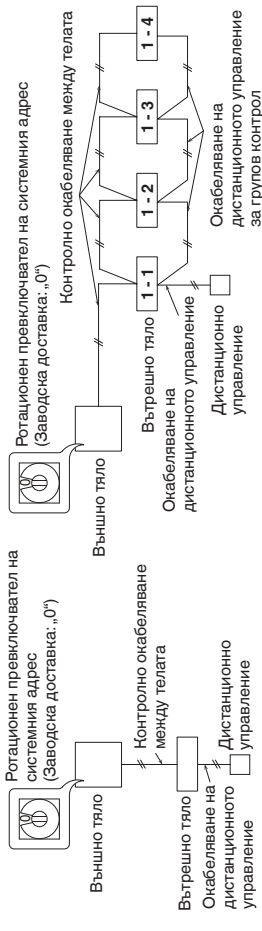 Ротационен превключвател на
системния адрес
(Заводска доставка: „0“)
Външно тяло
Контролно окабеляване
между телата
Вътрешно тяло
Окабеляване на
дистанционното
управление
Дистанционно
управление
Ротационен превключвател на системния адрес
(Заводска доставка: „0“)
Контролно окабеляване между телата
Външно тяло
1 - 1
1 - 2
1 - 3
1 - 4
Вътрешно тяло
Окабеляване на
дистанционното управление
Дистанционно
управление
Окабеляване на
дистанционното управление
за групов контрол